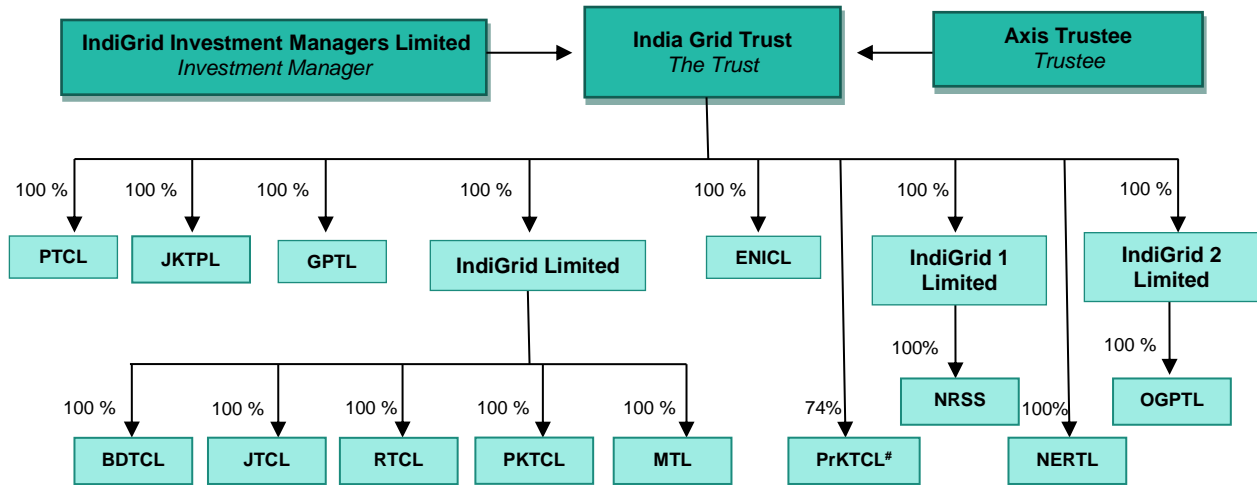 IndiGrid Investment Managers Limited
Investment Manager
India Grid Trust
The Trust
Axis Trustee
Trustee
100 %
100 %
100 %
100 %
100 %
100 %
100 %
PTCL
JKTPL
GPTL
IndiGrid Limited
ENICL
IndiGrid 1
Limited
IndiGrid 2
Limited
100%
100 %
NRSS
OGPTL
100 %
100 %
100 %
100 %
100 %
74%
100%
BDTCL
JTCL
RTCL
PKTCL
MTL
PrKTCL#
NERTL